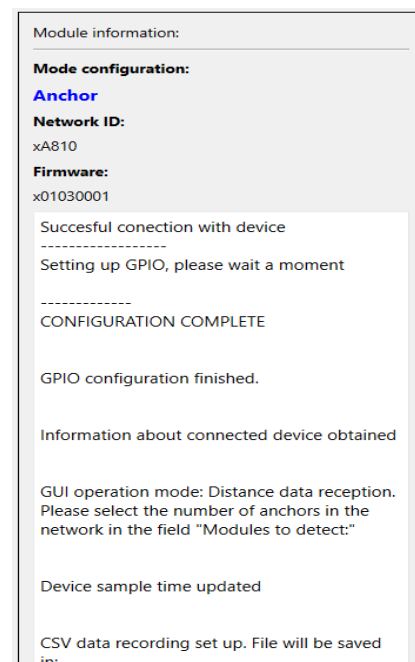 Module information:
Mode configuration:
Anchor
Network ID:
xA810
Firmware:
x01030001
Succesful conection with device
------------------
Setting up GPIO, please wait a moment
-------------
CONFIGURATION COMPLETE
GPIO configuration finished.
Information about connected device obtained
GUI operation mode: Distance data reception.
Please select the number of anchors in the
network in the field "Modules to detect:"
Device sample time updated
CSV data recording set up. File will be saved
in: